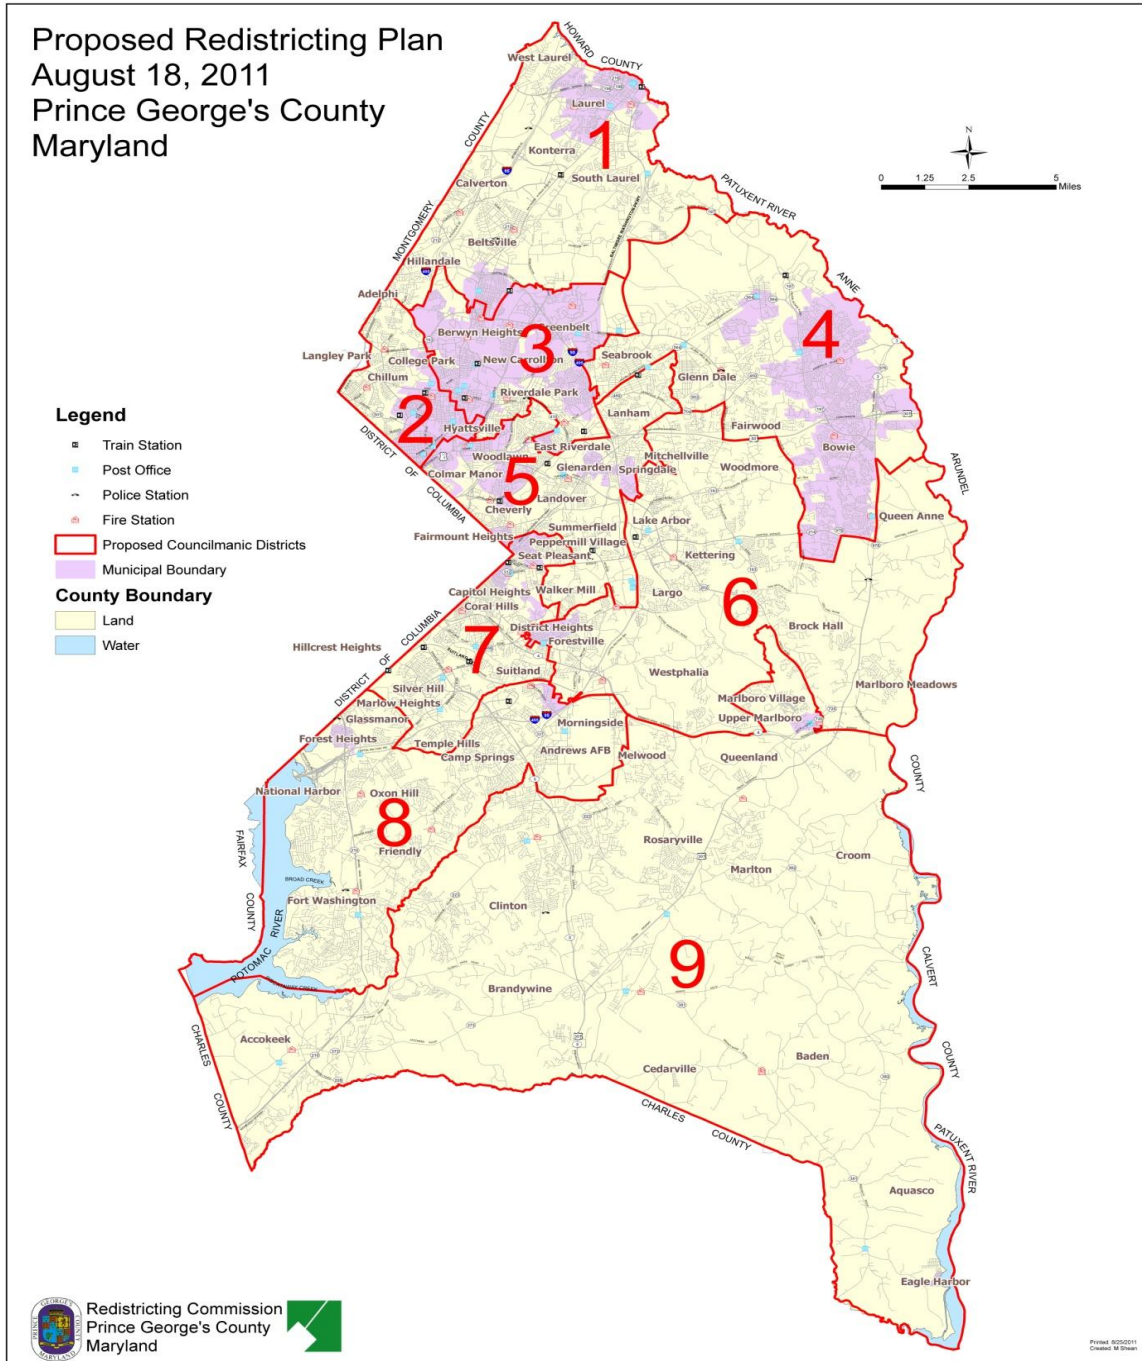 Proposed Redistricting Plan
August 18, 2011
Prince George's County
Maryland
N
0 1.25 2.5 5
Miles
HOWARD COUNTY
MONTGOMERY COUNTY
PATUXENT RIVER
ANNE ARUNDEL
West Laurel
Laurel
1
Konterra
South Laurel
Calverton
BALTIMORE WASHINGTON PKWY
Beltsville
Hillandale
Adelphi
Berwyn Heights
Greenbelt
3
4
Langley Park
College Park
New Carrollton
Seabrook
Glenn Dale
Chillum
Riverdale Park
Lanham
2
Hyattsville
Fairwood
DISTRICT OF COLUMBIA
East Riverdale
Bowie
Woodlawn
Mitchellville
Colmar Manor
5
Glenarden
Springdale
Woodmore
Landover
Cheverly
Queen Anne
Lake Arbor
Summerfield
Fairmount Heights
Peppermill Village
Kettering
Seat Pleasant
Capitol Heights
Walker Mill
Largo
6
Coral Hills
District Heights
Brock Hall
Hillcrest Heights
7
Forestville
DISTRICT OF COLUMBIA
Suitland
Westphalia
Silver Hill
Marlboro Meadows
Marlow Heights
Marlboro Village
Glassmanor
Upper Marlboro
Morningside
Forest Heights
Temple Hills
Andrews AFB
Melwood
Queenland
Camp Springs
COUNTY
National Harbor
Oxon Hill
8
Rosaryville
Friendly
Croom
FAIRFAX COUNTY
Marlton
BROAD CREEK
Fort Washington
Clinton
POTOMAC RIVER
9
CALVERT COUNTY
Brandywine
Accokeek
Baden
Cedarville
CHARLES COUNTY
CHARLES COUNTY
PATUXENT RIVER
Aquasco
Eagle Harbor
Legend
Train Station
Post Office
Police Station
Fire Station
Proposed Councilmanic Districts
Municipal Boundary
County Boundary
Land
Water
Redistricting Commission
Prince George's County
Maryland
Printed: 8/25/2011
Created: M Shean